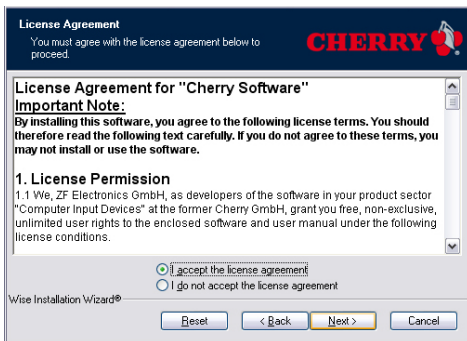 License Agreement
You must agree with the license agreement below to
proceed.
CHERRY
License Agreement for "Cherry Software"
Important Note:
By installing this software, you agree to the following license terms. You should
therefore read the following text carefully. If you do not agree to these terms, you
may not install or use the software.
1. License Permission
1.1 We, ZF Electronics GmbH, as developers of the software in your product sector
"Computer Input Devices" at the former Cherry GmbH, grant you free, non-exclusive,
unlimited user rights to the enclosed software and user manual under the following
license conditions.
I accept the license agreement
I do not accept the license agreement
Wise Installation Wizard®
Reset
< Back
Next >
Cancel